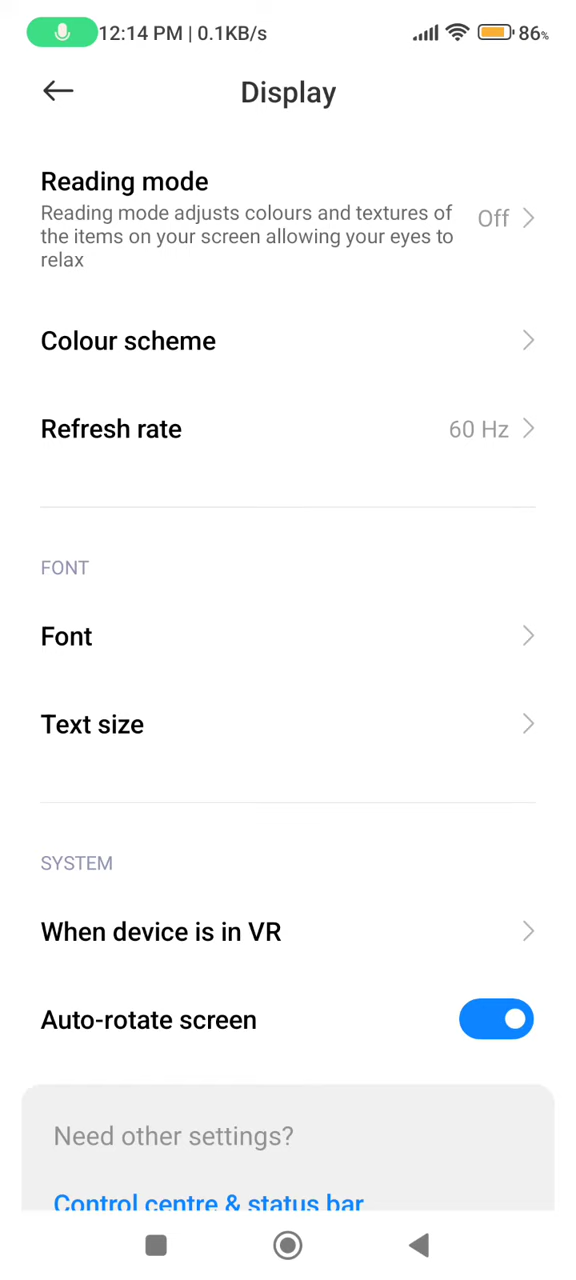 12:14 PM | 0.1KB/s 86%
Display
Reading mode
Reading mode adjusts colours and textures of
the items on your screen allowing your eyes to
relax
Off
Colour scheme
Refresh rate
60 Hz
FONT
Font
Text size
SYSTEM
When device is in VR
Auto-rotate screen
Need other settings?
Control centre & status bar